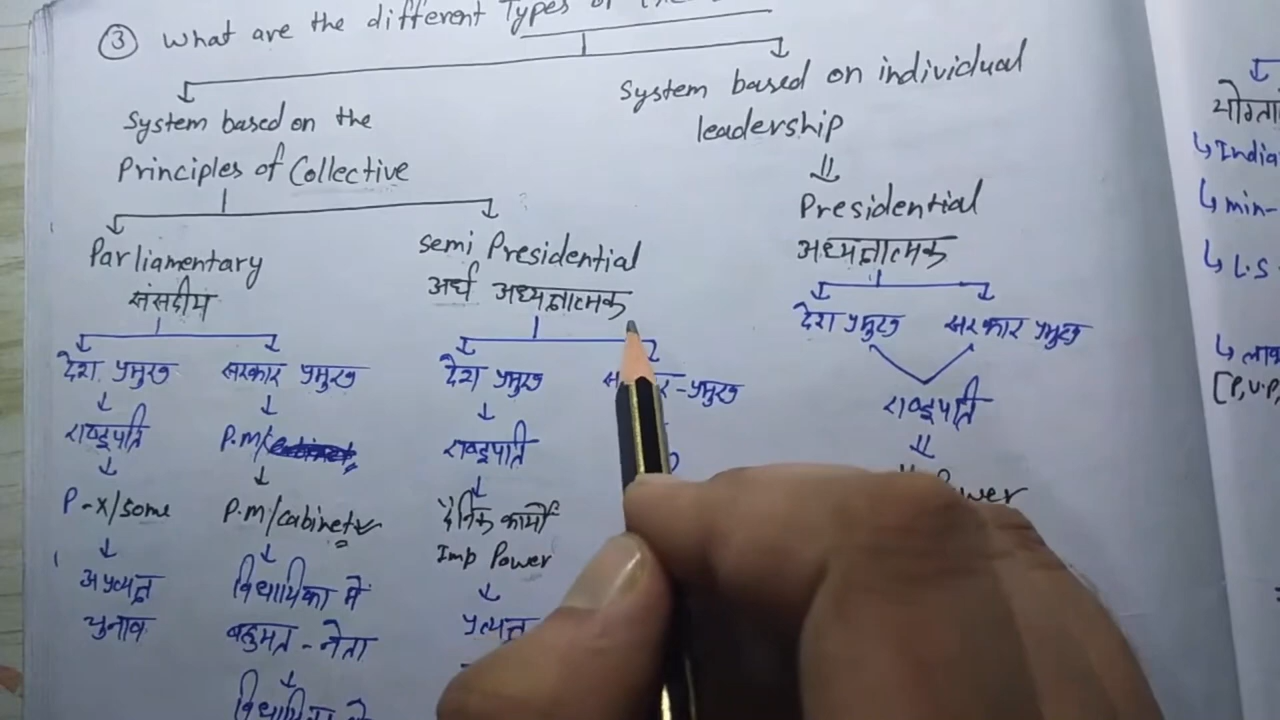 ③ What are the different Types of
System based on the
Principles of Collective
System based on individual
leadership
Parliamentary
संसदीय
Semi Presidential
अर्ध अध्यक्षात्मक
Presidential
अध्यक्षात्मक
देश प्रमुख
सरकार प्रमुख
देश प्रमुख
-प्रमुख
देश प्रमुख
सरकार प्रमुख
राष्ट्रपति
P.M/
राष्ट्रपति
राष्ट्रपति
P-X/some
P.M/cabinet
दैनिक कार्यो
Imp Power
Power
अप्रत्यक्ष
चुनाव
विधायिका में
बहुमत - नेता
प्रत्यक्ष
विधायिका के
India
min-
L.S
[P,V.P,